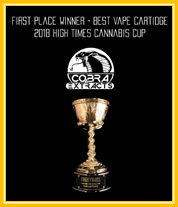 FIRST PLACE WINNER - BEST VAPE CARTIDGE
2018 HIGH TIMES CANNABIS CUP
COBRA
EXTRACTS